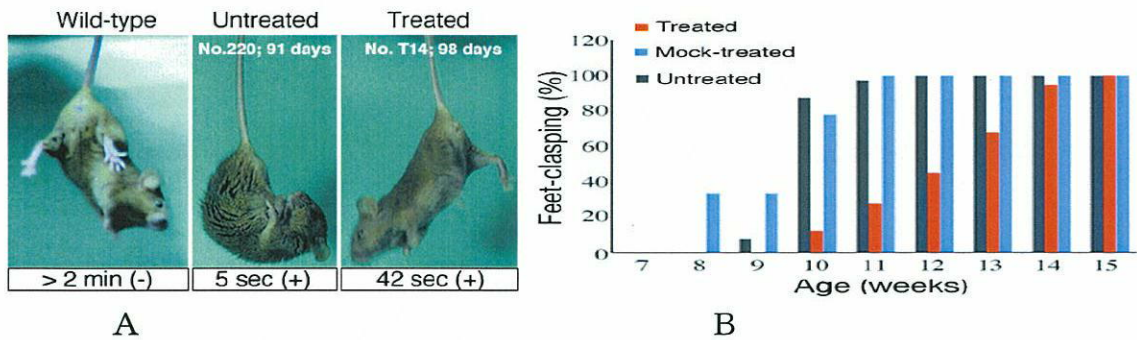 Wild-type
Untreated
Treated
No.220; 91 days
No. T14; 98 days
> 2 min (-)
5 sec (+)
42 sec (+)
A
Treated
Mock-treated
Untreated
Feet-clasping (%)
120
100
80
60
40
20
0
7 8 9 10 11 12 13 14 15
Age (weeks)
B